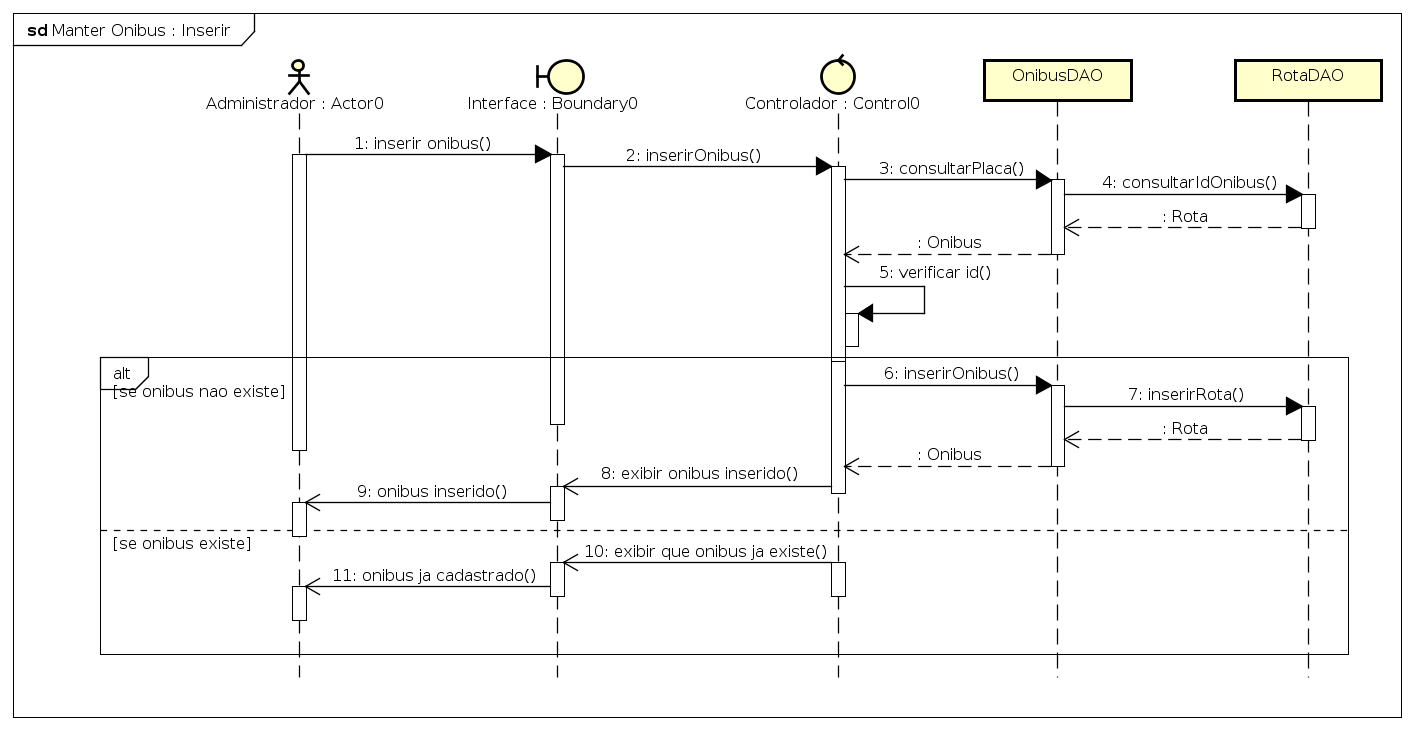 sd Manter Onibus : Inserir
OnibusDAO
RotaDAO
Administrador : Actor0
Interface : Boundary0
Controlador : Control0
1: inserir onibus()
2: inserirOnibus()
3: consultarPlaca()
4: consultarIdOnibus()
: Rota
: Onibus
5: verificar id()
alt
[se onibus nao existe]
6: inserirOnibus()
7: inserirRota()
: Rota
: Onibus
8: exibir onibus inserido()
9: onibus inserido()
[se onibus existe]
10: exibir que onibus ja existe()
11: onibus ja cadastrado()